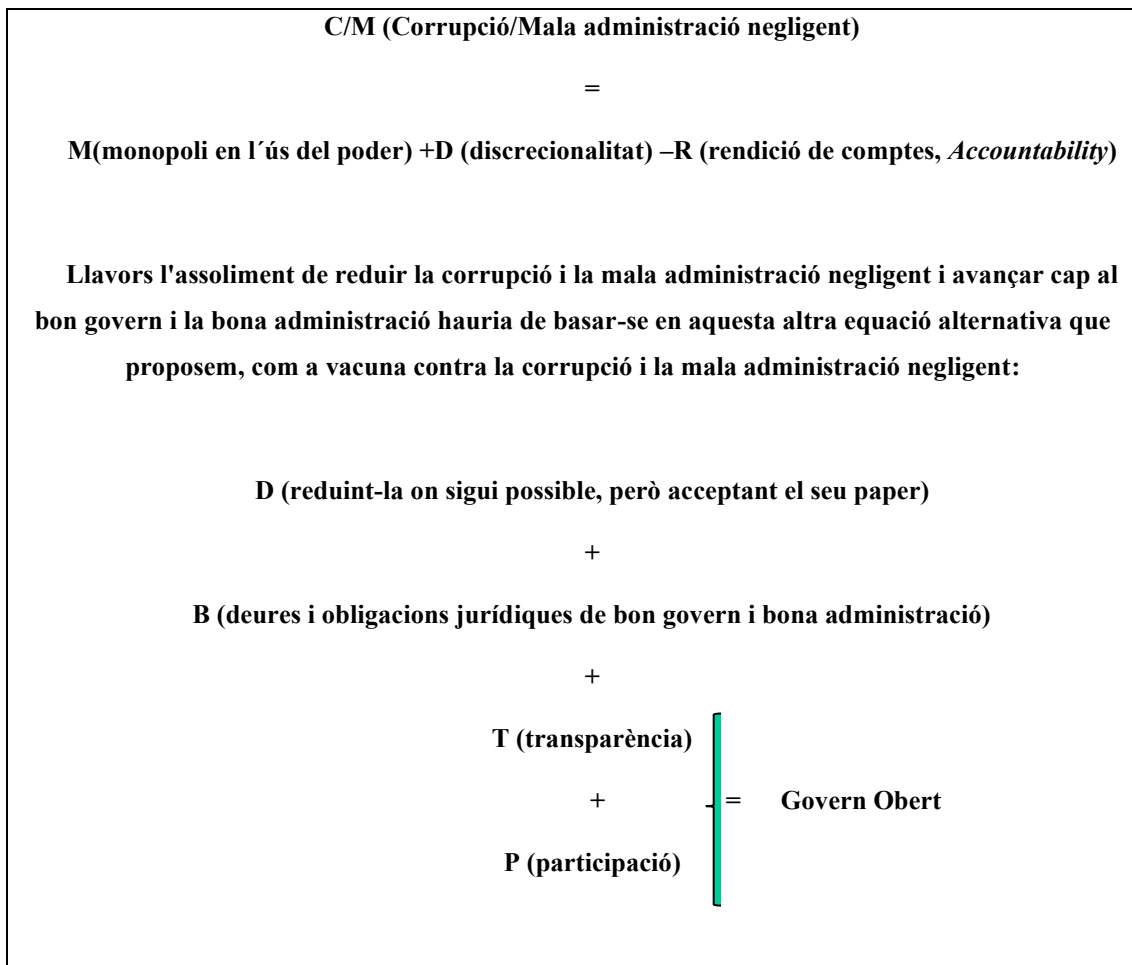 C/M (Corrupció/Mala administració negligent)
=
M(monopoli en l´ús del poder) +D (discrecionalitat) –R (rendició de comptes, Accountability)
Llavors l'assoliment de reduir la corrupció i la mala administració negligent i avançar cap al
bon govern i la bona administració hauria de basar-se en aquesta altra equació alternativa que
proposem, com a vacuna contra la corrupció i la mala administració negligent:
D (reduint-la on sigui possible, però acceptant el seu paper)
+
B (deures i obligacions jurídiques de bon govern i bona administració)
+
T (transparència)
+ = Govern Obert
P (participació)